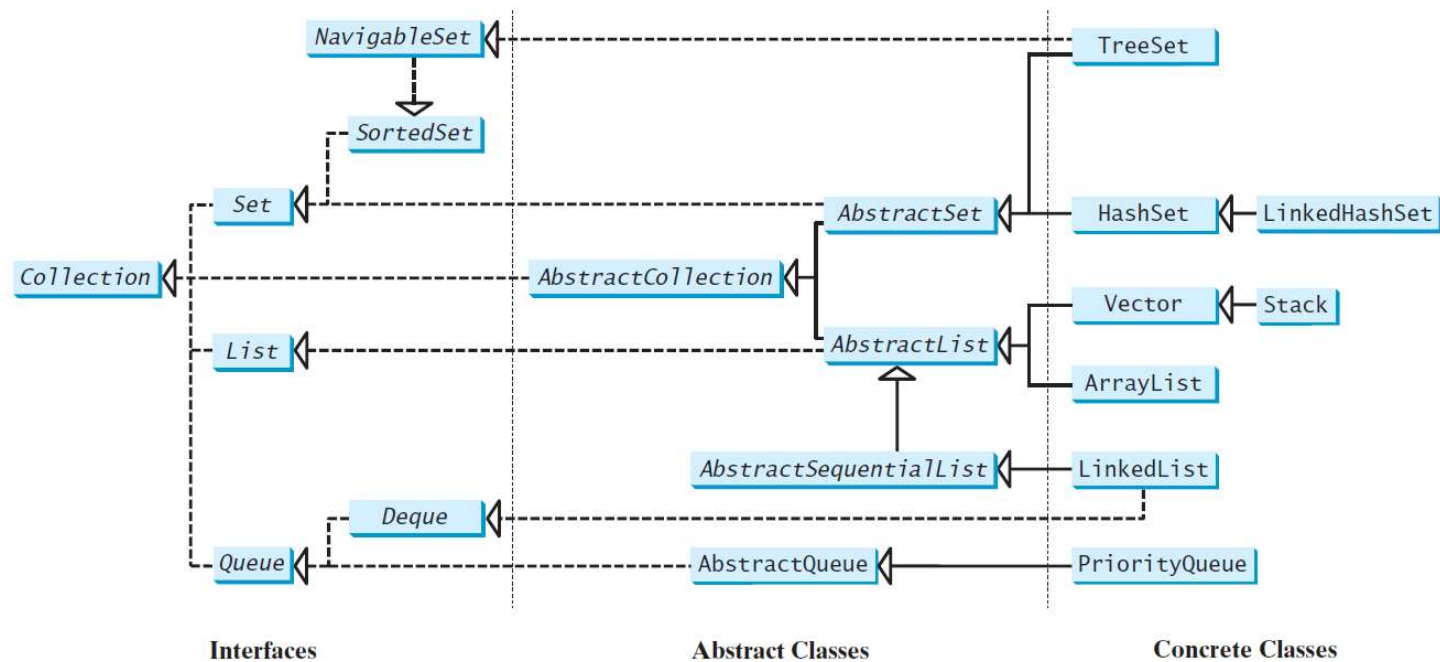 NavigableSet
TreeSet
SortedSet
Set
AbstractSet
HashSet
LinkedHashSet
Collection
AbstractCollection
Vector
Stack
List
AbstractList
ArrayList
AbstractSequentialList
LinkedList
Deque
Queue
AbstractQueue
PriorityQueue
Interfaces
Abstract Classes
Concrete Classes